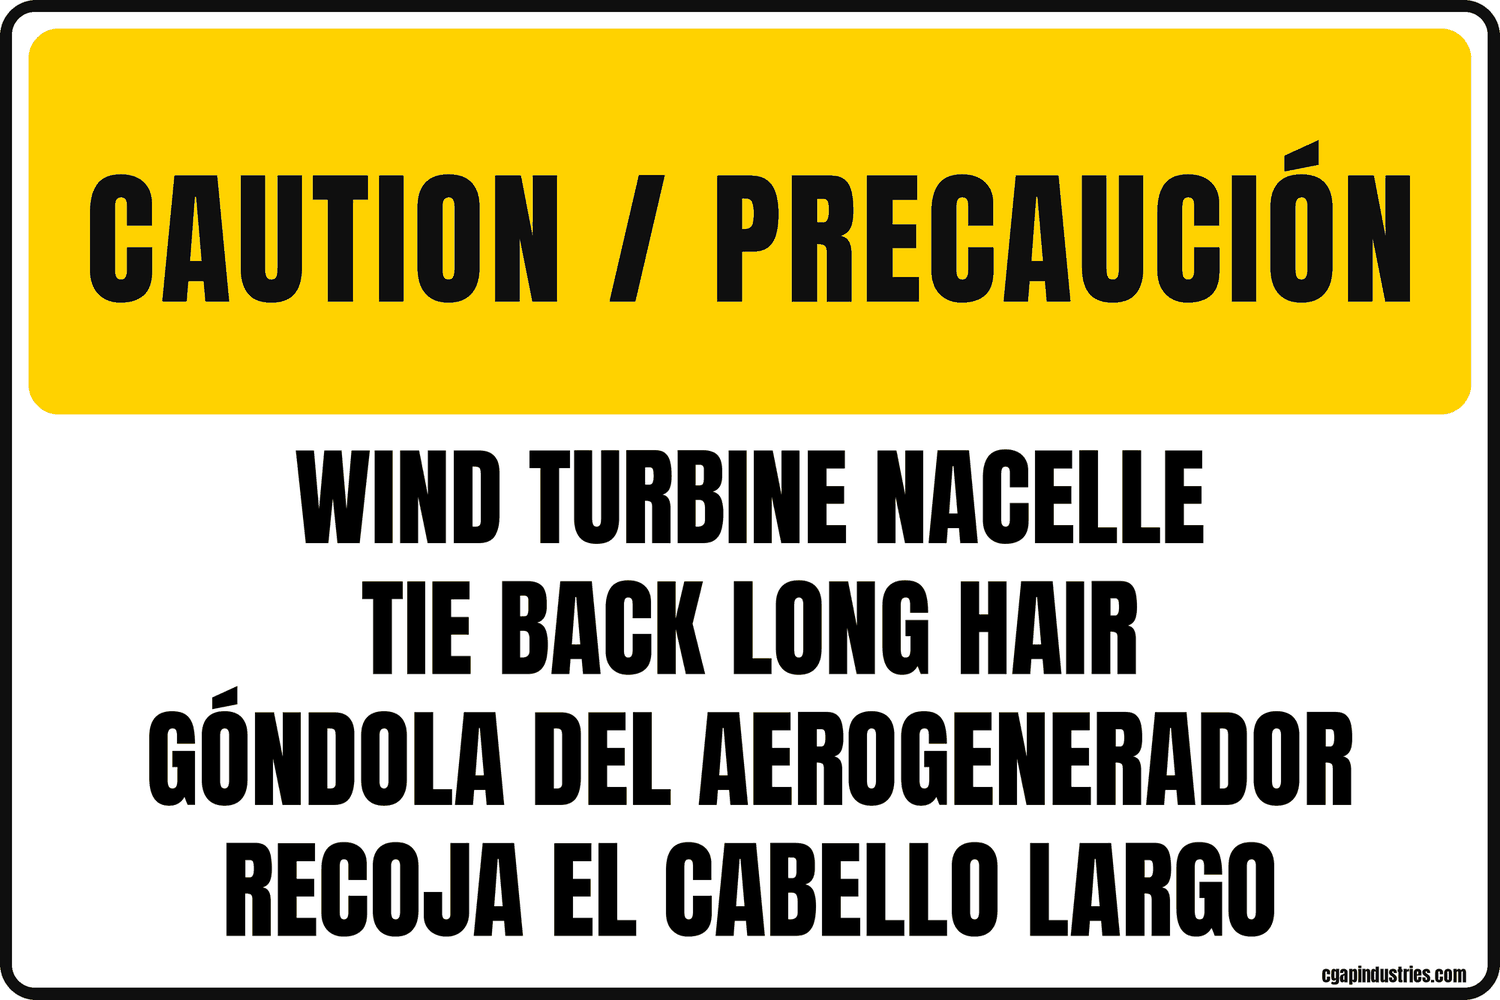 CAUTION / PRECAUCIÓN
WIND TURBINE NACELLE
TIE BACK LONG HAIR
GÓNDOLA DEL AEROGENERADOR
RECOJA EL CABELLO LARGO
cgapindustries.com